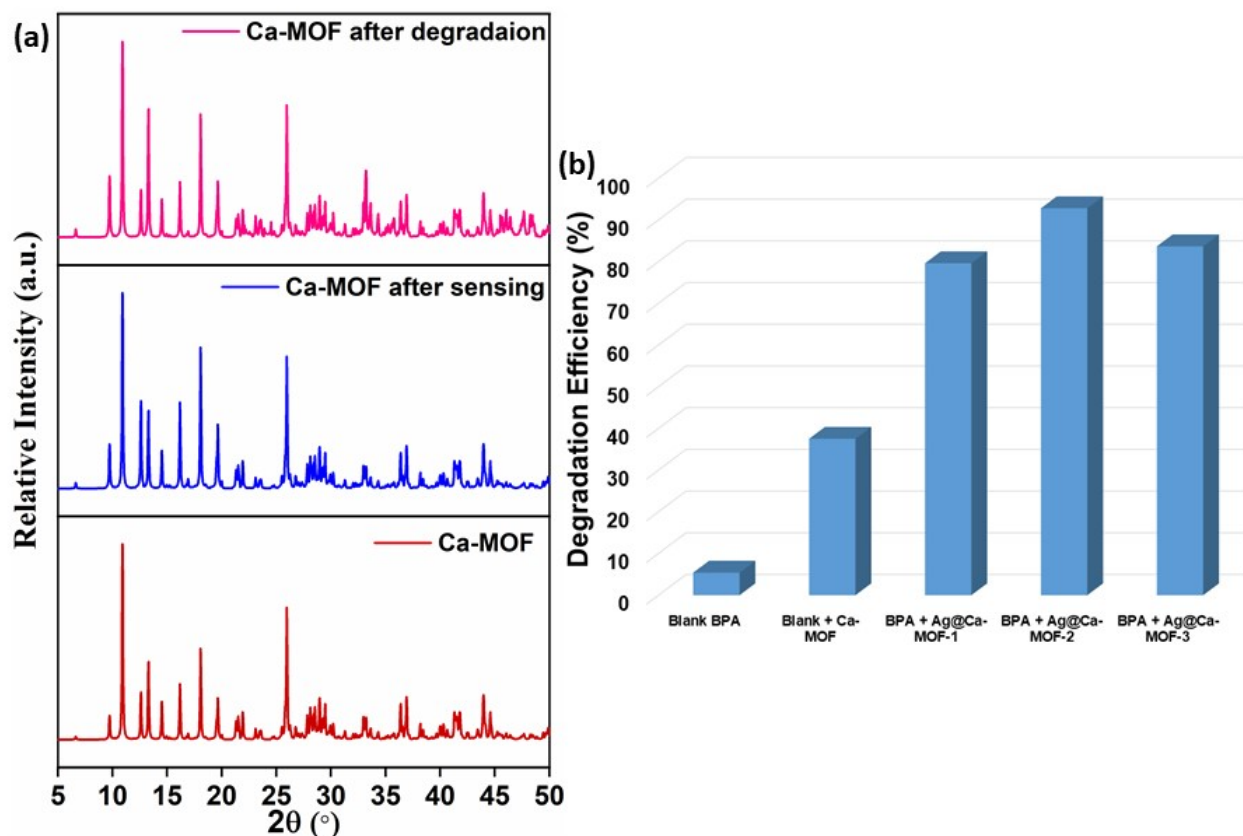 (a)
Ca-MOF after degradaion
Ca-MOF after sensing
Ca-MOF
Relative Intensity (a.u.)
5 10 15 20 25 30 35 40 45 50
2θ (°)
(b)
Degradation Efficiency (%)
100
90
80
70
60
50
40
30
20
10
0
Blank BPA
Blank + Ca-
MOF
BPA + Ag@Ca-
MOF-1
BPA + Ag@Ca-
MOF-2
BPA + Ag@Ca-
MOF-3